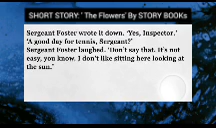 SHORT STORY: ' The Flowers' By STORY BOOKs
Sergeant Foster wrote it down. 'Yes, Inspector.'
'A good day for tennis, Sergeant?'
Sergeant Foster laughed. 'Don't say that. It's not
easy, you know. I don't like sitting here looking at
the sun.'